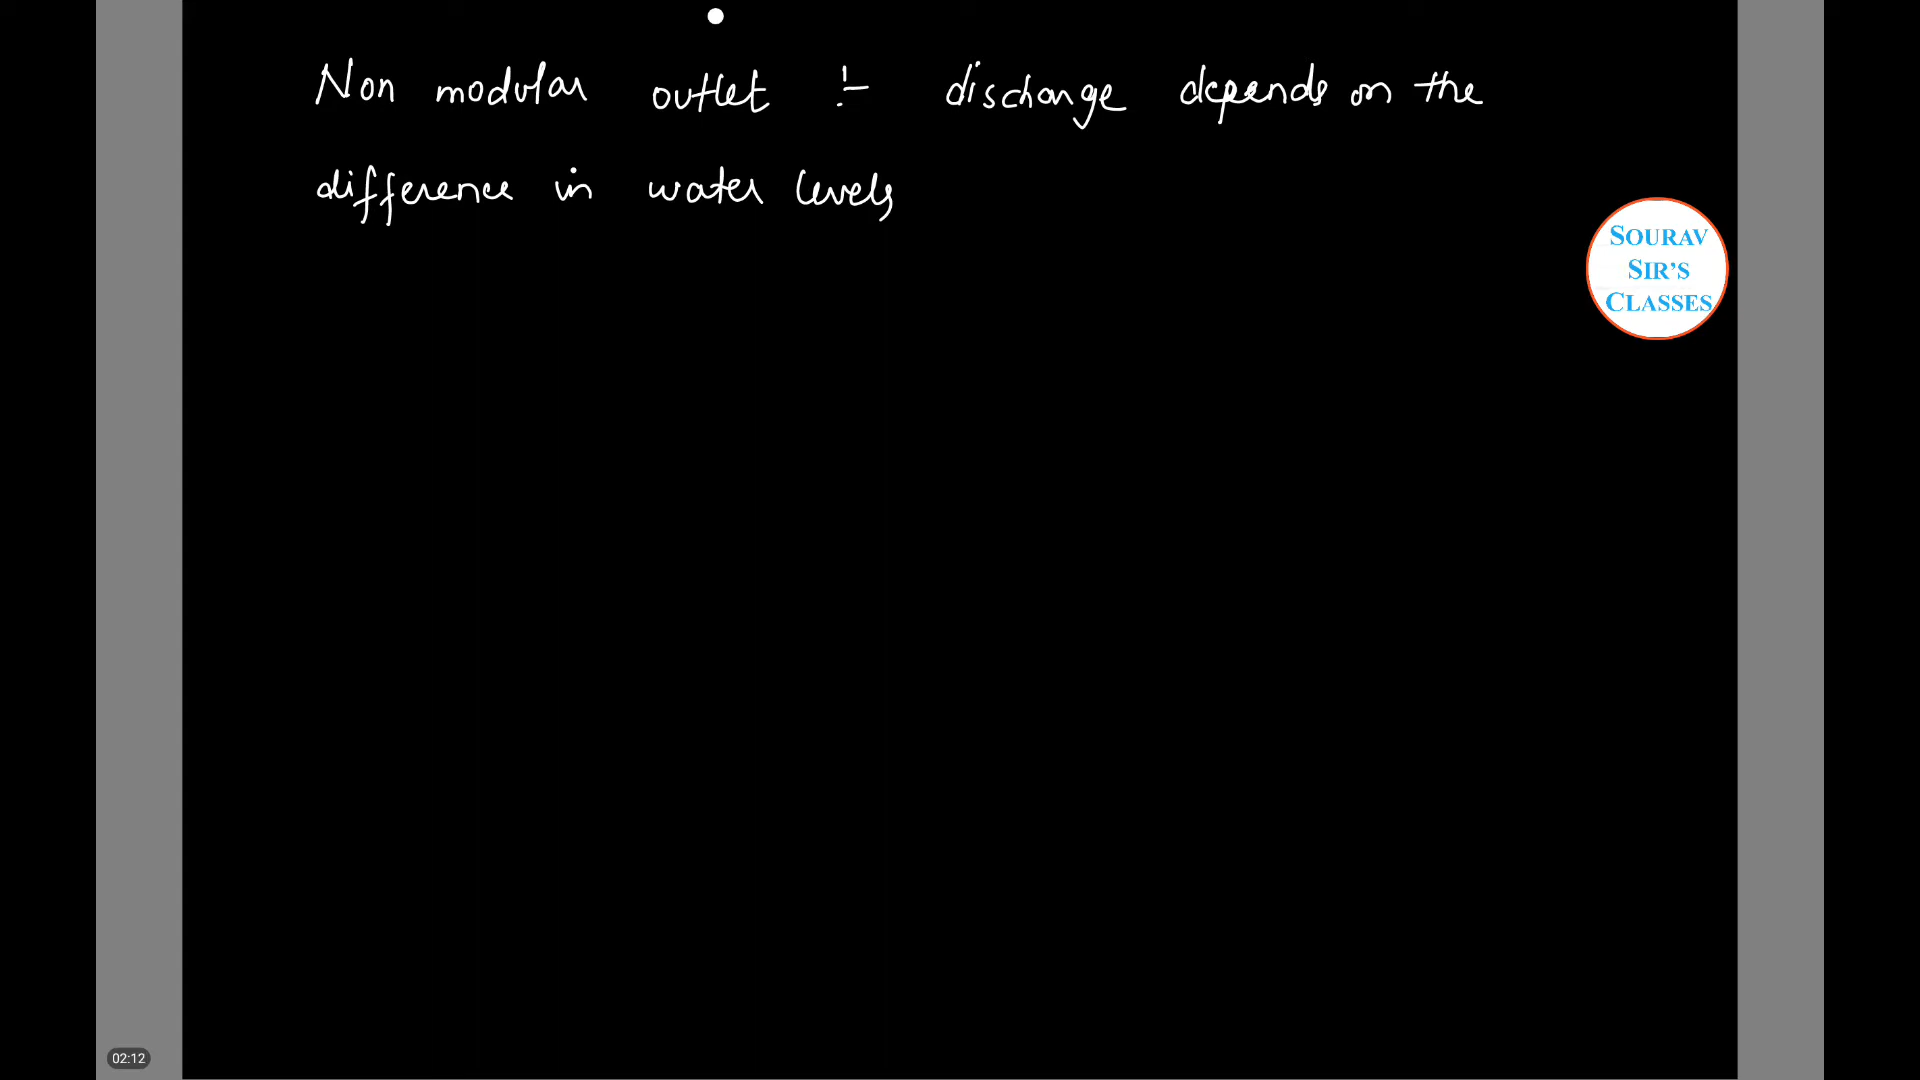 Non modular outlet :- discharge depends on the
difference in water levels
SOURAV
SIR'S
CLASSES
02:12